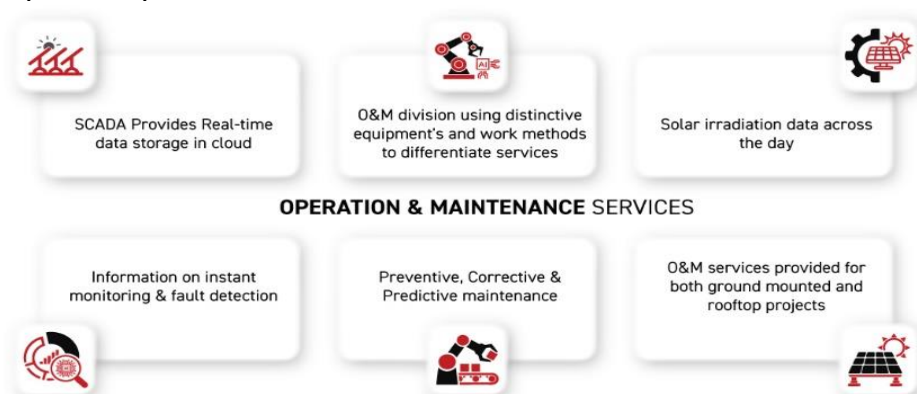 SCADA Provides Real-time
data storage in cloud
O&M division using distinctive
equipment's and work methods
to differentiate services
AI
Solar irradiation data across
the day
OPERATION & MAINTENANCE SERVICES
Information on instant
monitoring & fault detection
Preventive, Corrective &
Predictive maintenance
O&M services provided for
both ground mounted and
rooftop projects